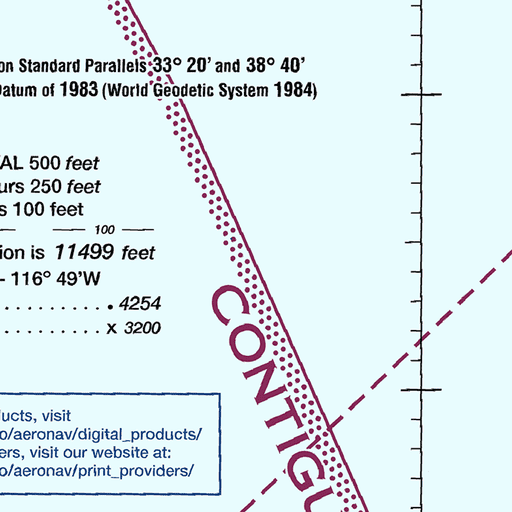 on Standard Parallels 33° 20' and 38° 40'
Datum of 1983 (World Geodetic System 1984)
AL 500 feet
urs 250 feet
s 100 feet
100
ion is 11499 feet
- 116° 49'W
. . . . . . . . . . . 4254
. . . . . . . . . . x 3200
CONTIGU
ucts, visit
o/aeronav/digital_products/
ers, visit our website at:
o/aeronav/print_providers/